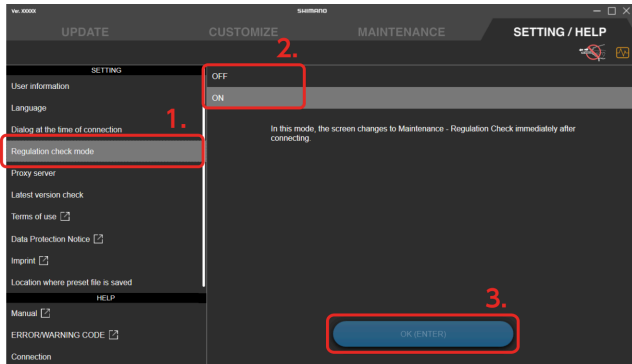 Ver. XXXXX
SHIMANO
UPDATE
CUSTOMIZE
MAINTENANCE
SETTING / HELP
SETTING
User information
Language
Dialog at the time of connection
1.
Regulation check mode
Proxy server
Latest version check
Terms of use
Data Protection Notice
Imprint
Location where preset file is saved
HELP
Manual
ERROR/WARNING CODE
Connection
2.
OFF
ON
In this mode, the screen changes to Maintenance - Regulation Check immediately after
connecting.
3.
OK (ENTER)